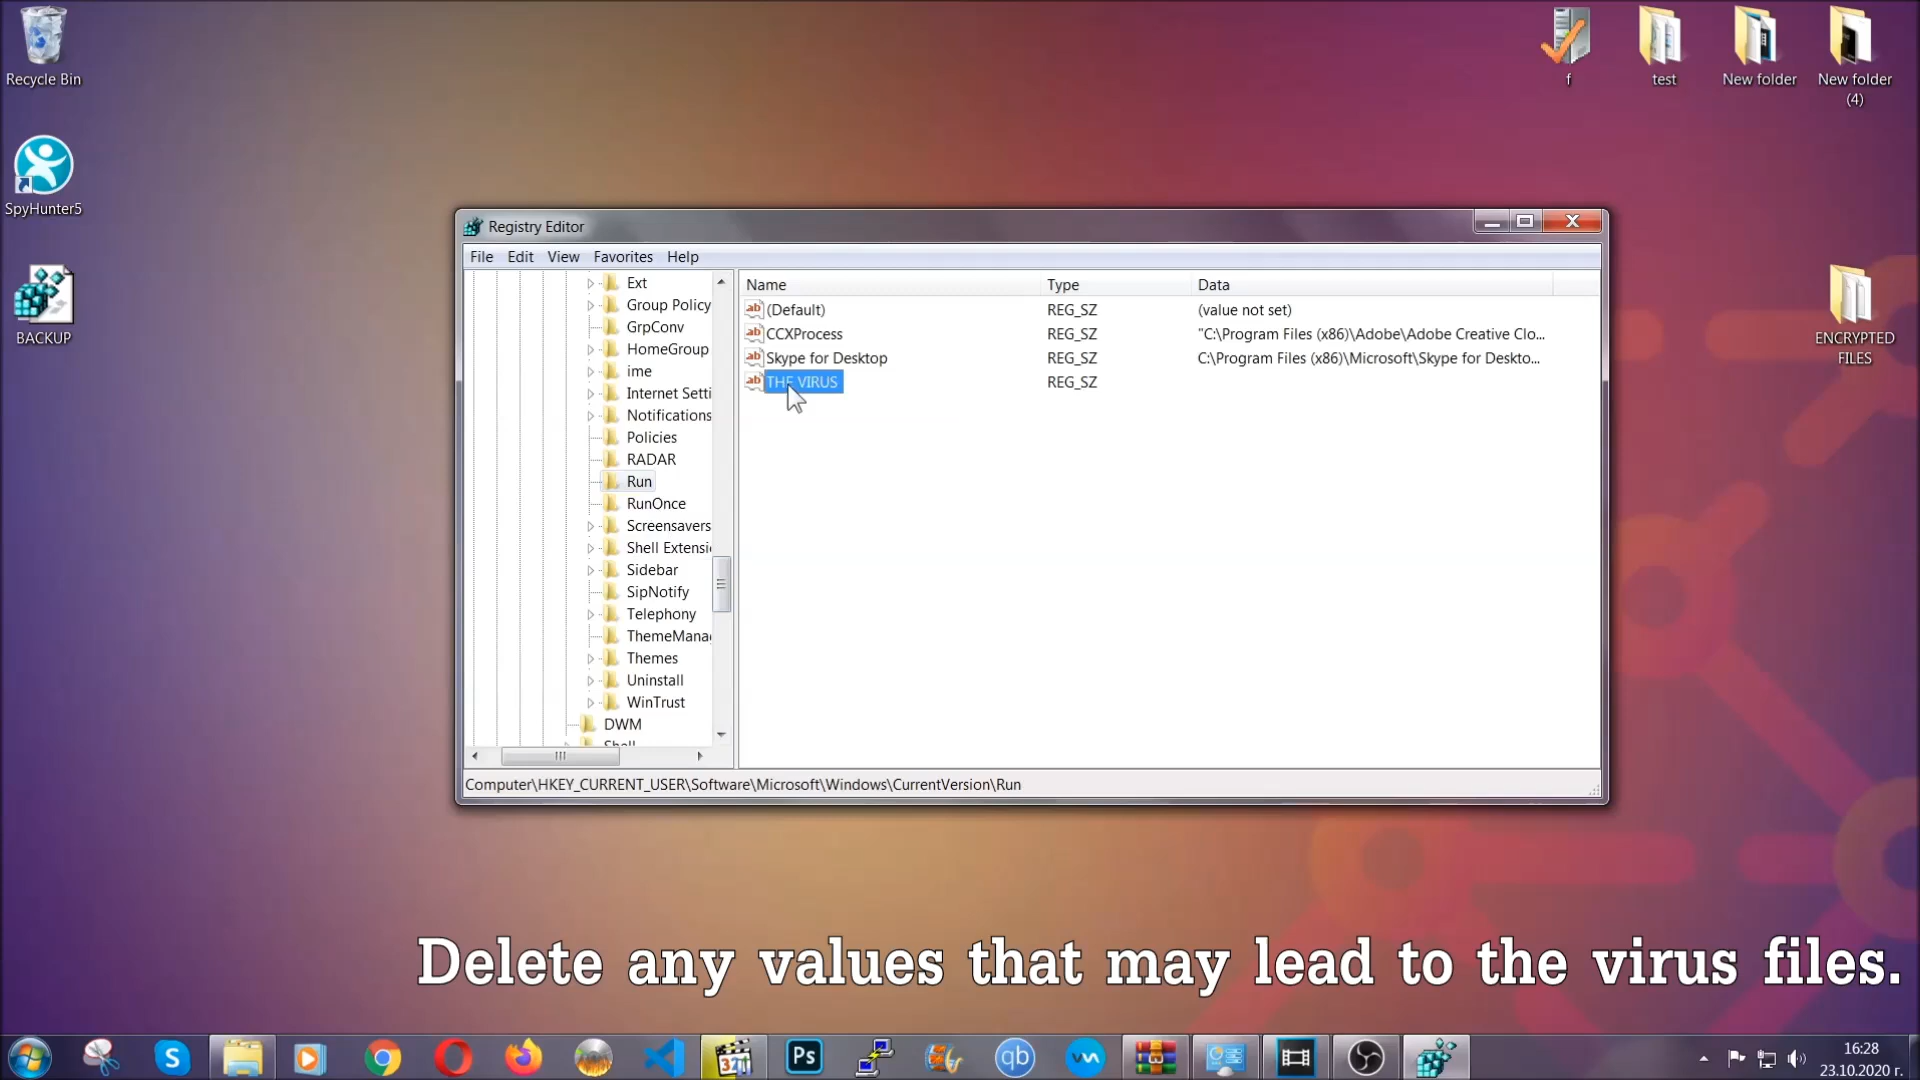 Recycle Bin
f
test
New folder
New folder
(4)
SpyHunter5
BACKUP
ENCRYPTED
FILES
Registry Editor
File Edit View Favorites Help
Ext
Group Policy
GrpConv
HomeGroup
ime
Internet Setti
Notifications
Policies
RADAR
Run
RunOnce
Screensavers
Shell Extensi
Sidebar
SipNotify
Telephony
ThemeManag
Themes
Uninstall
WinTrust
DWM
Shell
Name Type Data
(Default) REG_SZ (value not set)
CCXProcess REG_SZ "C:\Program Files (x86)\Adobe\Adobe Creative Clo...
Skype for Desktop REG_SZ C:\Program Files (x86)\Microsoft\Skype for Deskto...
THE VIRUS REG_SZ
Computer\HKEY_CURRENT_USER\Software\Microsoft\Windows\CurrentVersion\Run
Delete any values that may lead to the virus files.
S
321
Ps
qb
16:28
23.10.2020 г.